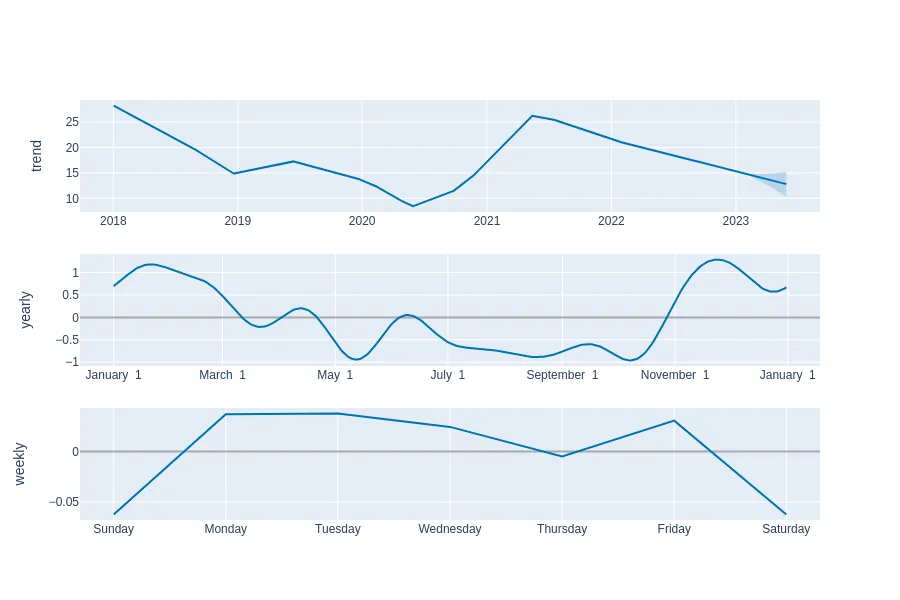 trend
25
20
15
10
2018 2019 2020 2021 2022 2023
yearly
1
0.5
0
−0.5
−1
January 1 March 1 May 1 July 1 September 1 November 1 January 1
weekly
0
−0.05
Sunday Monday Tuesday Wednesday Thursday Friday Saturday